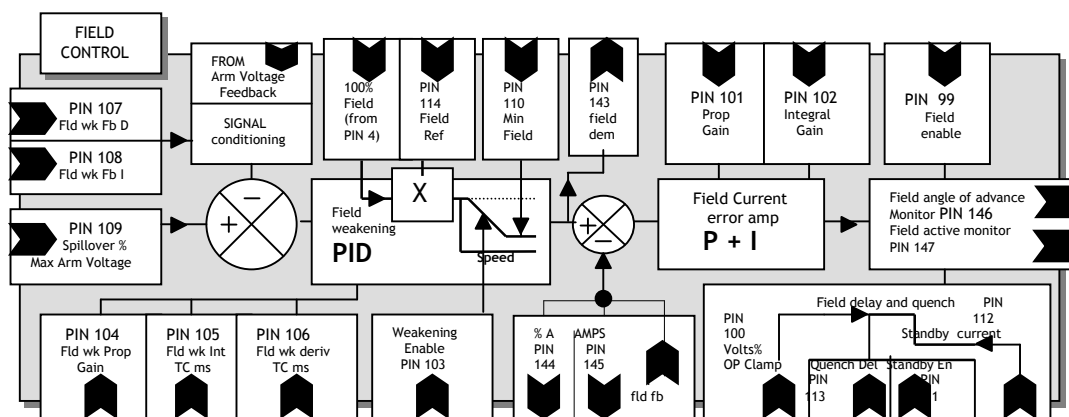 FIELD
CONTROL
FROM
Arm Voltage
Feedback
SIGNAL
conditioning
100%
Field
(from
PIN 4)
PIN
114
Field
Ref
PIN
110
Min
Field
PIN
143
field
dem
PIN 101
Prop
Gain
PIN 102
Integral
Gain
PIN 99
Field
enable
PIN 107
Fld wk Fb D
PIN 108
Fld wk Fb I
PIN 109
Spillover %
Max Arm Voltage
+
−
Field
weakening
PID
X
Speed
+
−
Field Current
error amp
P + I
Field angle of advance
Monitor PIN 146
Field active monitor
PIN 147
PIN 104
Fld wk Prop
Gain
PIN 105
Fld wk Int
TC ms
PIN 106
Fld wk deriv
TC ms
Weakening
Enable
PIN 103
% A
PIN
144
AMPS
PIN
145
fld fb
Field delay and quench
PIN
100
Volts%
OP Clamp
PIN
112
Standby current
Quench Del
PIN
113
Standby En
PIN